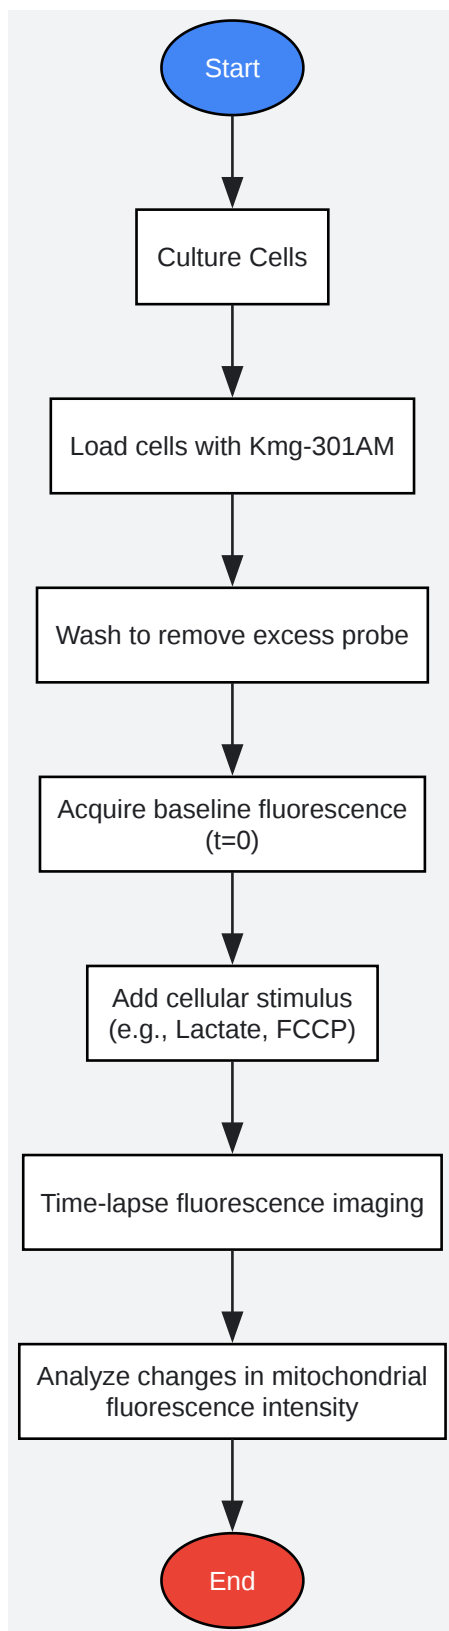 Start
Culture Cells
Load cells with Kmg-301AM
Wash to remove excess probe
Acquire baseline fluorescence
(t=0)
Add cellular stimulus
(e.g., Lactate, FCCP)
Time-lapse fluorescence imaging
Analyze changes in mitochondrial
fluorescence intensity
End